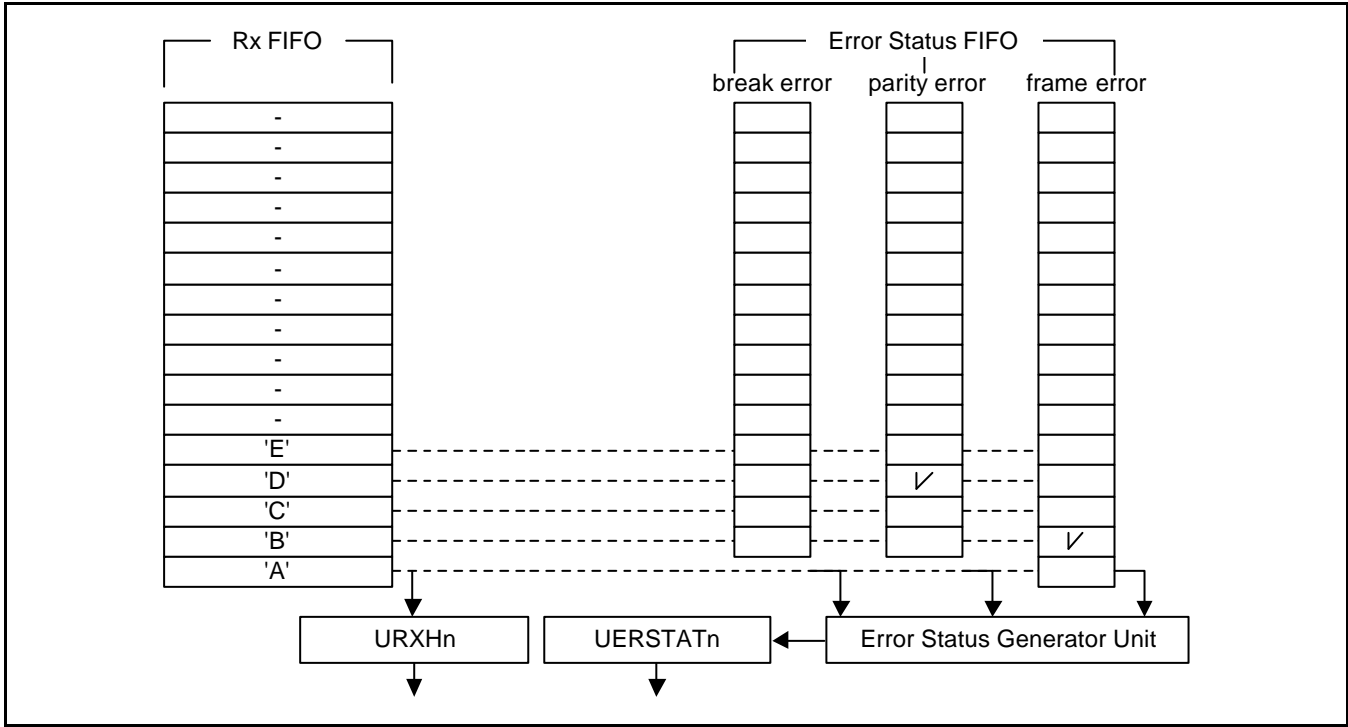 Rx FIFO
Error Status FIFO
break error parity error frame error
-
-
-
-
-
-
-
-
-
-
-
'E'
'D'
'C'
'B'
'A'
URXHn
UERSTATn
Error Status Generator Unit